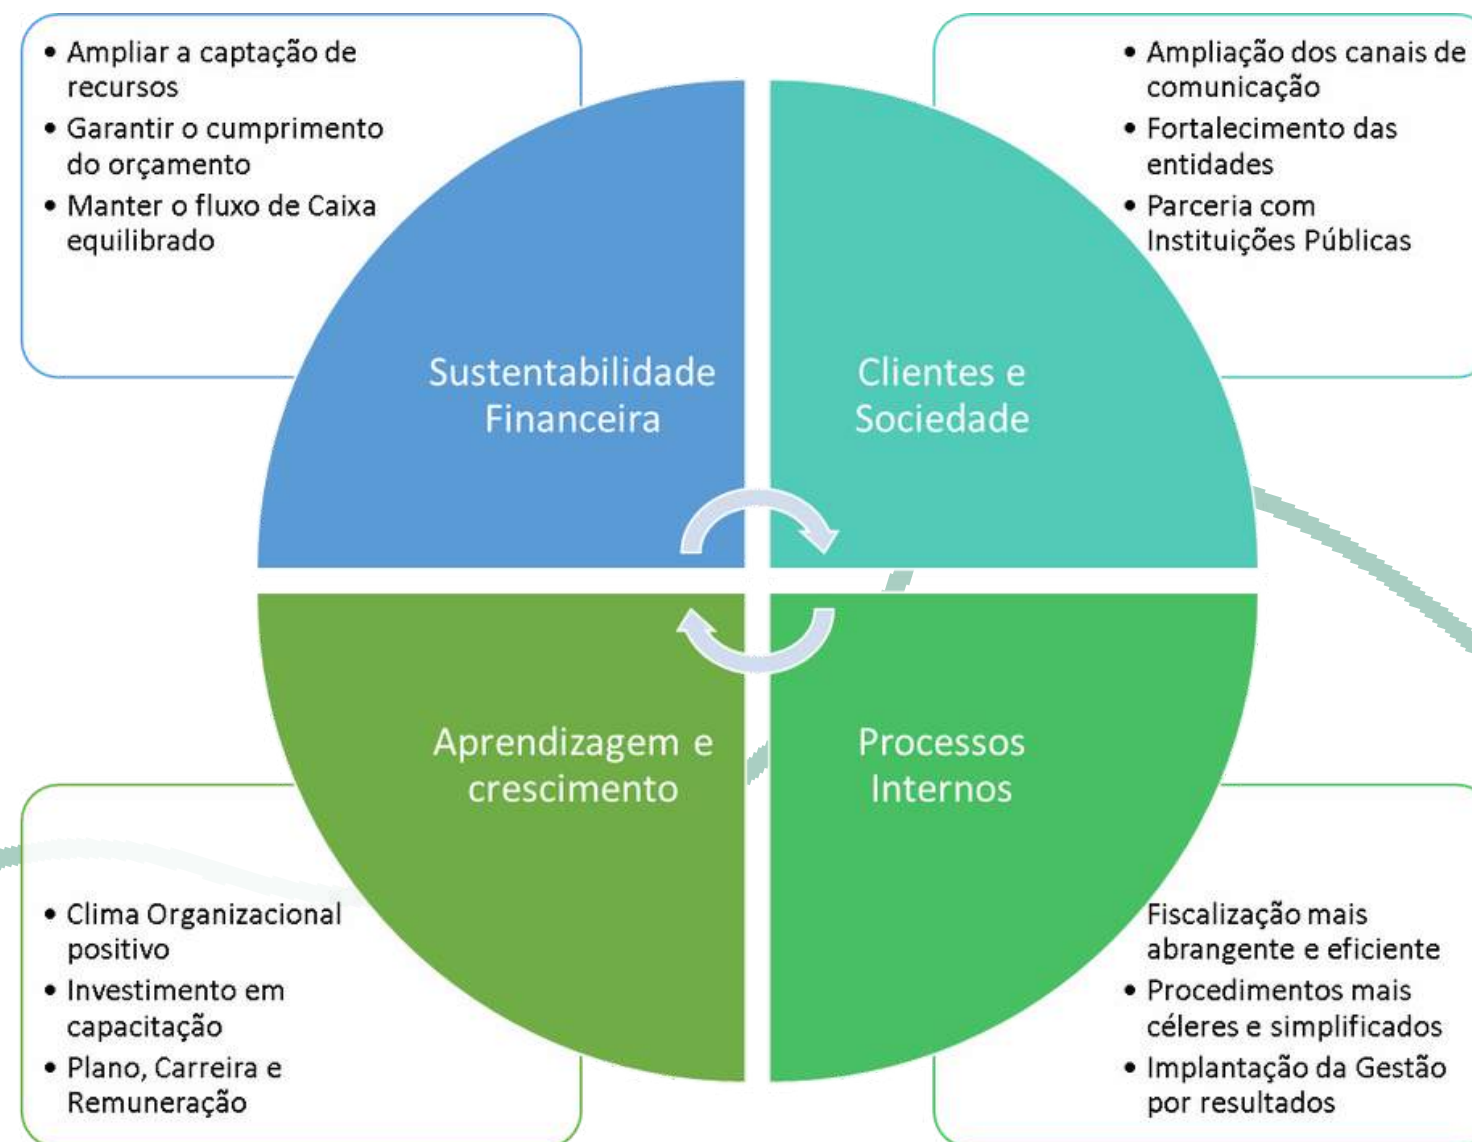 • Ampliar a captação de
recursos
• Garantir o cumprimento
do orçamento
• Manter o fluxo de Caixa
equilibrado
• Ampliação dos canais de
comunicação
• Fortalecimento das
entidades
• Parceria com
Instituições Públicas
Sustentabilidade
Financeira
Clientes e
Sociedade
Aprendizagem e
crescimento
Processos
Internos
• Clima Organizacional
positivo
• Investimento em
capacitação
• Plano, Carreira e
Remuneração
Fiscalização mais
abrangente e eficiente
• Procedimentos mais
céleres e simplificados
• Implantação da Gestão
por resultados